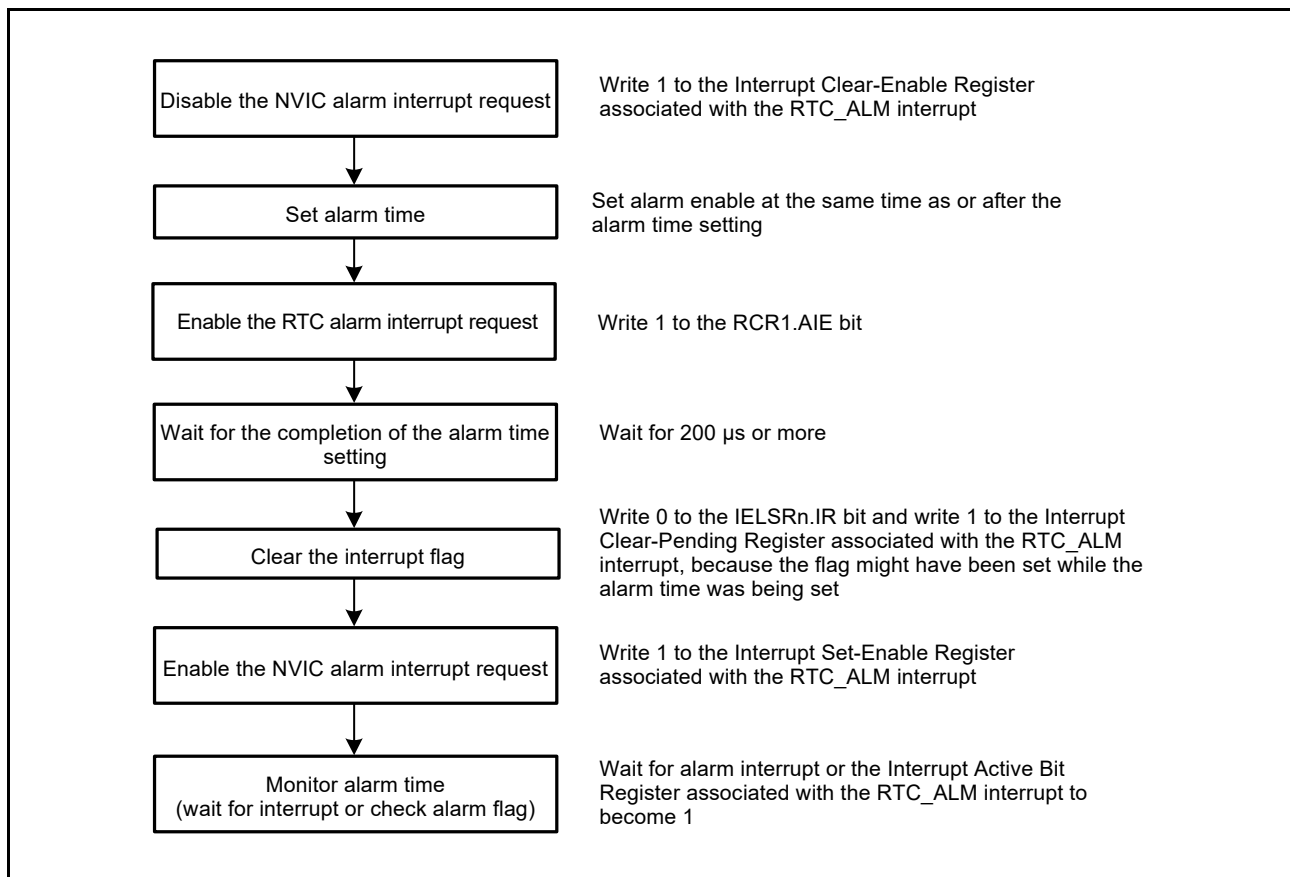 Disable the NVIC alarm interrupt request
Write 1 to the Interrupt Clear-Enable Register
associated with the RTC_ALM interrupt
Set alarm time
Set alarm enable at the same time as or after the
alarm time setting
Enable the RTC alarm interrupt request
Write 1 to the RCR1.AIE bit
Wait for the completion of the alarm time
setting
Wait for 200 µs or more
Clear the interrupt flag
Write 0 to the IELSRn.IR bit and write 1 to the Interrupt
Clear-Pending Register associated with the RTC_ALM
interrupt, because the flag might have been set while the
alarm time was being set
Enable the NVIC alarm interrupt request
Write 1 to the Interrupt Set-Enable Register
associated with the RTC_ALM interrupt
Monitor alarm time
(wait for interrupt or check alarm flag)
Wait for alarm interrupt or the Interrupt Active Bit
Register associated with the RTC_ALM interrupt to
become 1